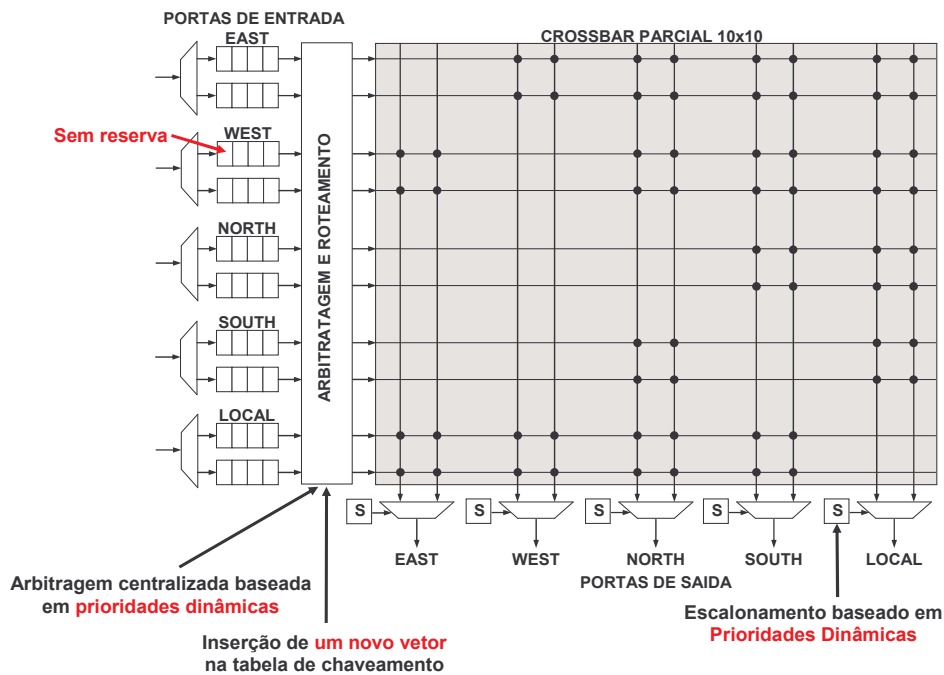 PORTAS DE ENTRADA
EAST
CROSSBAR PARCIAL 10x10
Sem reserva
WEST
NORTH
SOUTH
LOCAL
ARBITRATAGEM E ROTEAMENTO
S
S
S
S
S
EAST
WEST
NORTH
SOUTH
LOCAL
PORTAS DE SAIDA
Arbitragem centralizada baseada
em prioridades dinâmicas
Inserção de um novo vetor
na tabela de chaveamento
Escalonamento baseado em
Prioridades Dinâmicas